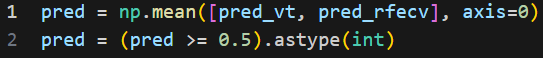 1 pred = np.mean([pred_vt, pred_rfecv], axis=0)
2 pred = (pred >= 0.5).astype(int)